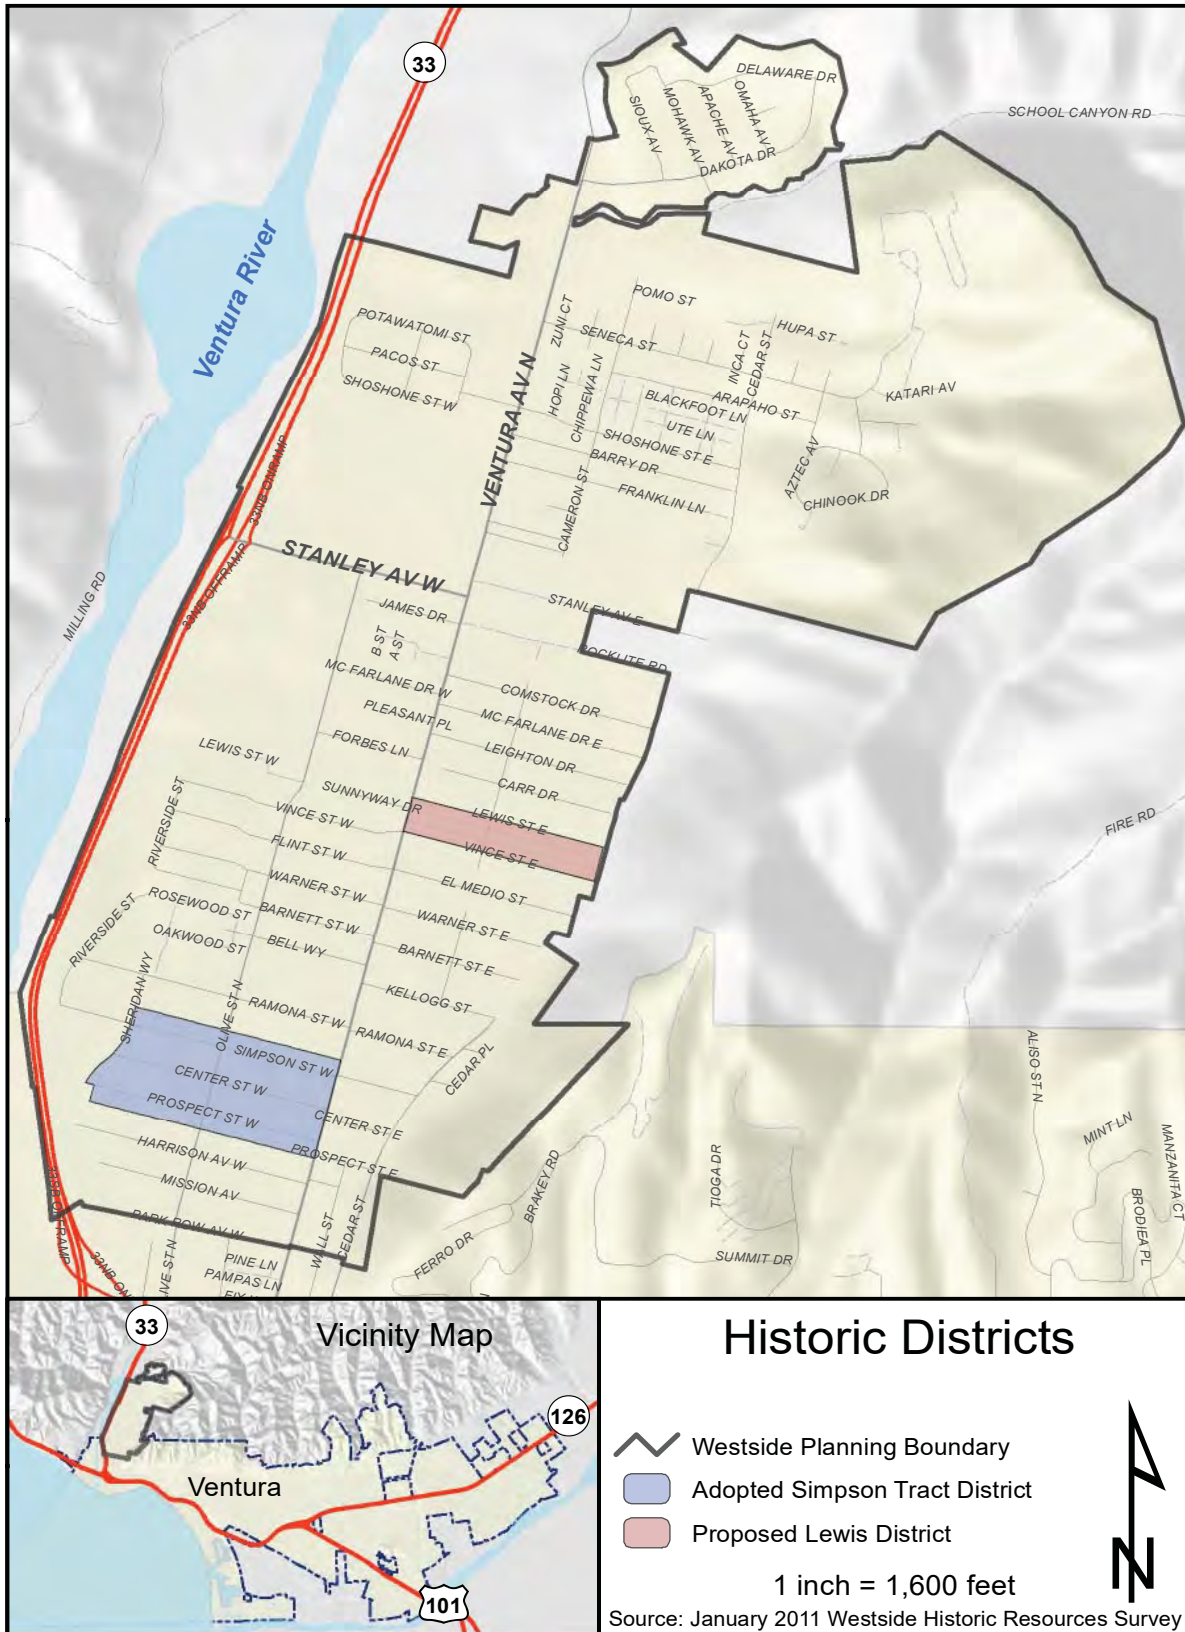 33
DELAWARE DR
SIOUX AV
MOHAWK AV
APACHE AV
OMAHA AV
DAKOTA DR
SCHOOL CANYON RD
Ventura River
POMO ST
ZUNI CT
HUPA ST
POTAWATOMI ST
SENECA ST
PACOS ST
INCA CT
CEDAR ST
SHOSHONE ST W
VENTURA AV N
HOPI LN
CHIPPEWA LN
BLACKFOOT LN
ARAPAHO ST
KATARI AV
UTE LN
SHOSHONE ST E
BARRY DR
AZTEC AV
FRANKLIN LN
CHINOOK DR
33NB ONRAMP
CAMERON ST
STANLEY AV W
33NB OFFRAMP
MILLING RD
JAMES DR
STANLEY AV E
B ST
A ST
ROCKLITE RD
MC FARLANE DR W
COMSTOCK DR
PLEASANT PL
MC FARLANE DR E
FORBES LN
LEIGHTON DR
LEWIS ST W
CARR DR
SUNNYWAY DR
RIVERSIDE ST
VINCE ST W
LEWIS ST E
FIRE RD
FLINT ST W
VINCE ST E
WARNER ST W
EL MEDIO ST
ROSEWOOD ST
BARNETT ST W
WARNER ST E
RIVERSIDE ST
OAKWOOD ST
BELL WY
BARNETT ST E
SHERIDAN WY
OLIVE ST N
KELLOGG ST
RAMONA ST W
RAMONA ST E
SIMPSON ST W
CEDAR PL
ALISO ST N
CENTER ST W
PROSPECT ST W
CENTER ST E
MINT LN
MANZANITA CT
HARRISON AV W
PROSPECT ST E
BRAKEY RD
TIOGA DR
MISSION AV
BRODIEA PL
33SB ONRAMP
PARK ROW AV W
WALL ST
CEDAR ST
FERRO DR
SUMMIT DR
33NB ON
PINE LN
PAMPAS LN
33
Vicinity Map
126
Ventura
101
Historic Districts
Westside Planning Boundary
Adopted Simpson Tract District
Proposed Lewis District
N
1 inch = 1,600 feet
Source: January 2011 Westside Historic Resources Survey